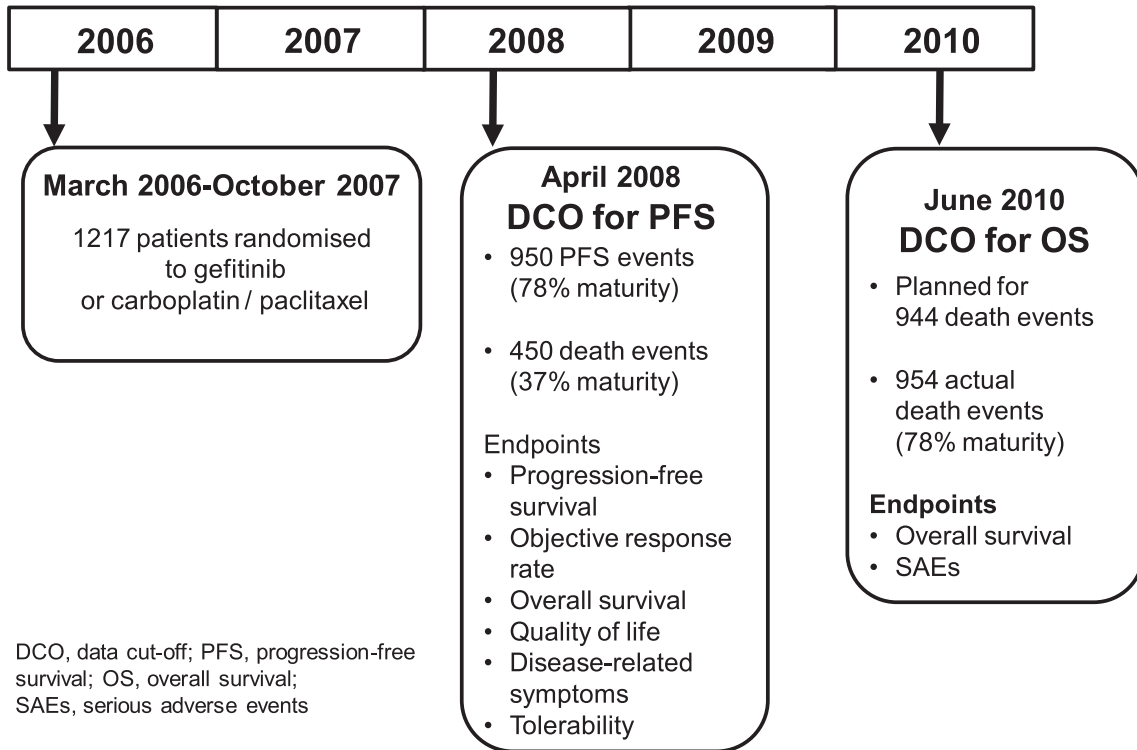 2006 2007 2008 2009 2010
March 2006-October 2007
1217 patients randomised
to gefitinib
or carboplatin / paclitaxel
April 2008
DCO for PFS
• 950 PFS events
(78% maturity)
• 450 death events
(37% maturity)
Endpoints
• Progression-free
survival
• Objective response
rate
• Overall survival
• Quality of life
• Disease-related
symptoms
• Tolerability
June 2010
DCO for OS
• Planned for
944 death events
• 954 actual
death events
(78% maturity)
Endpoints
• Overall survival
• SAEs
DCO, data cut-off; PFS, progression-free
survival; OS, overall survival;
SAEs, serious adverse events